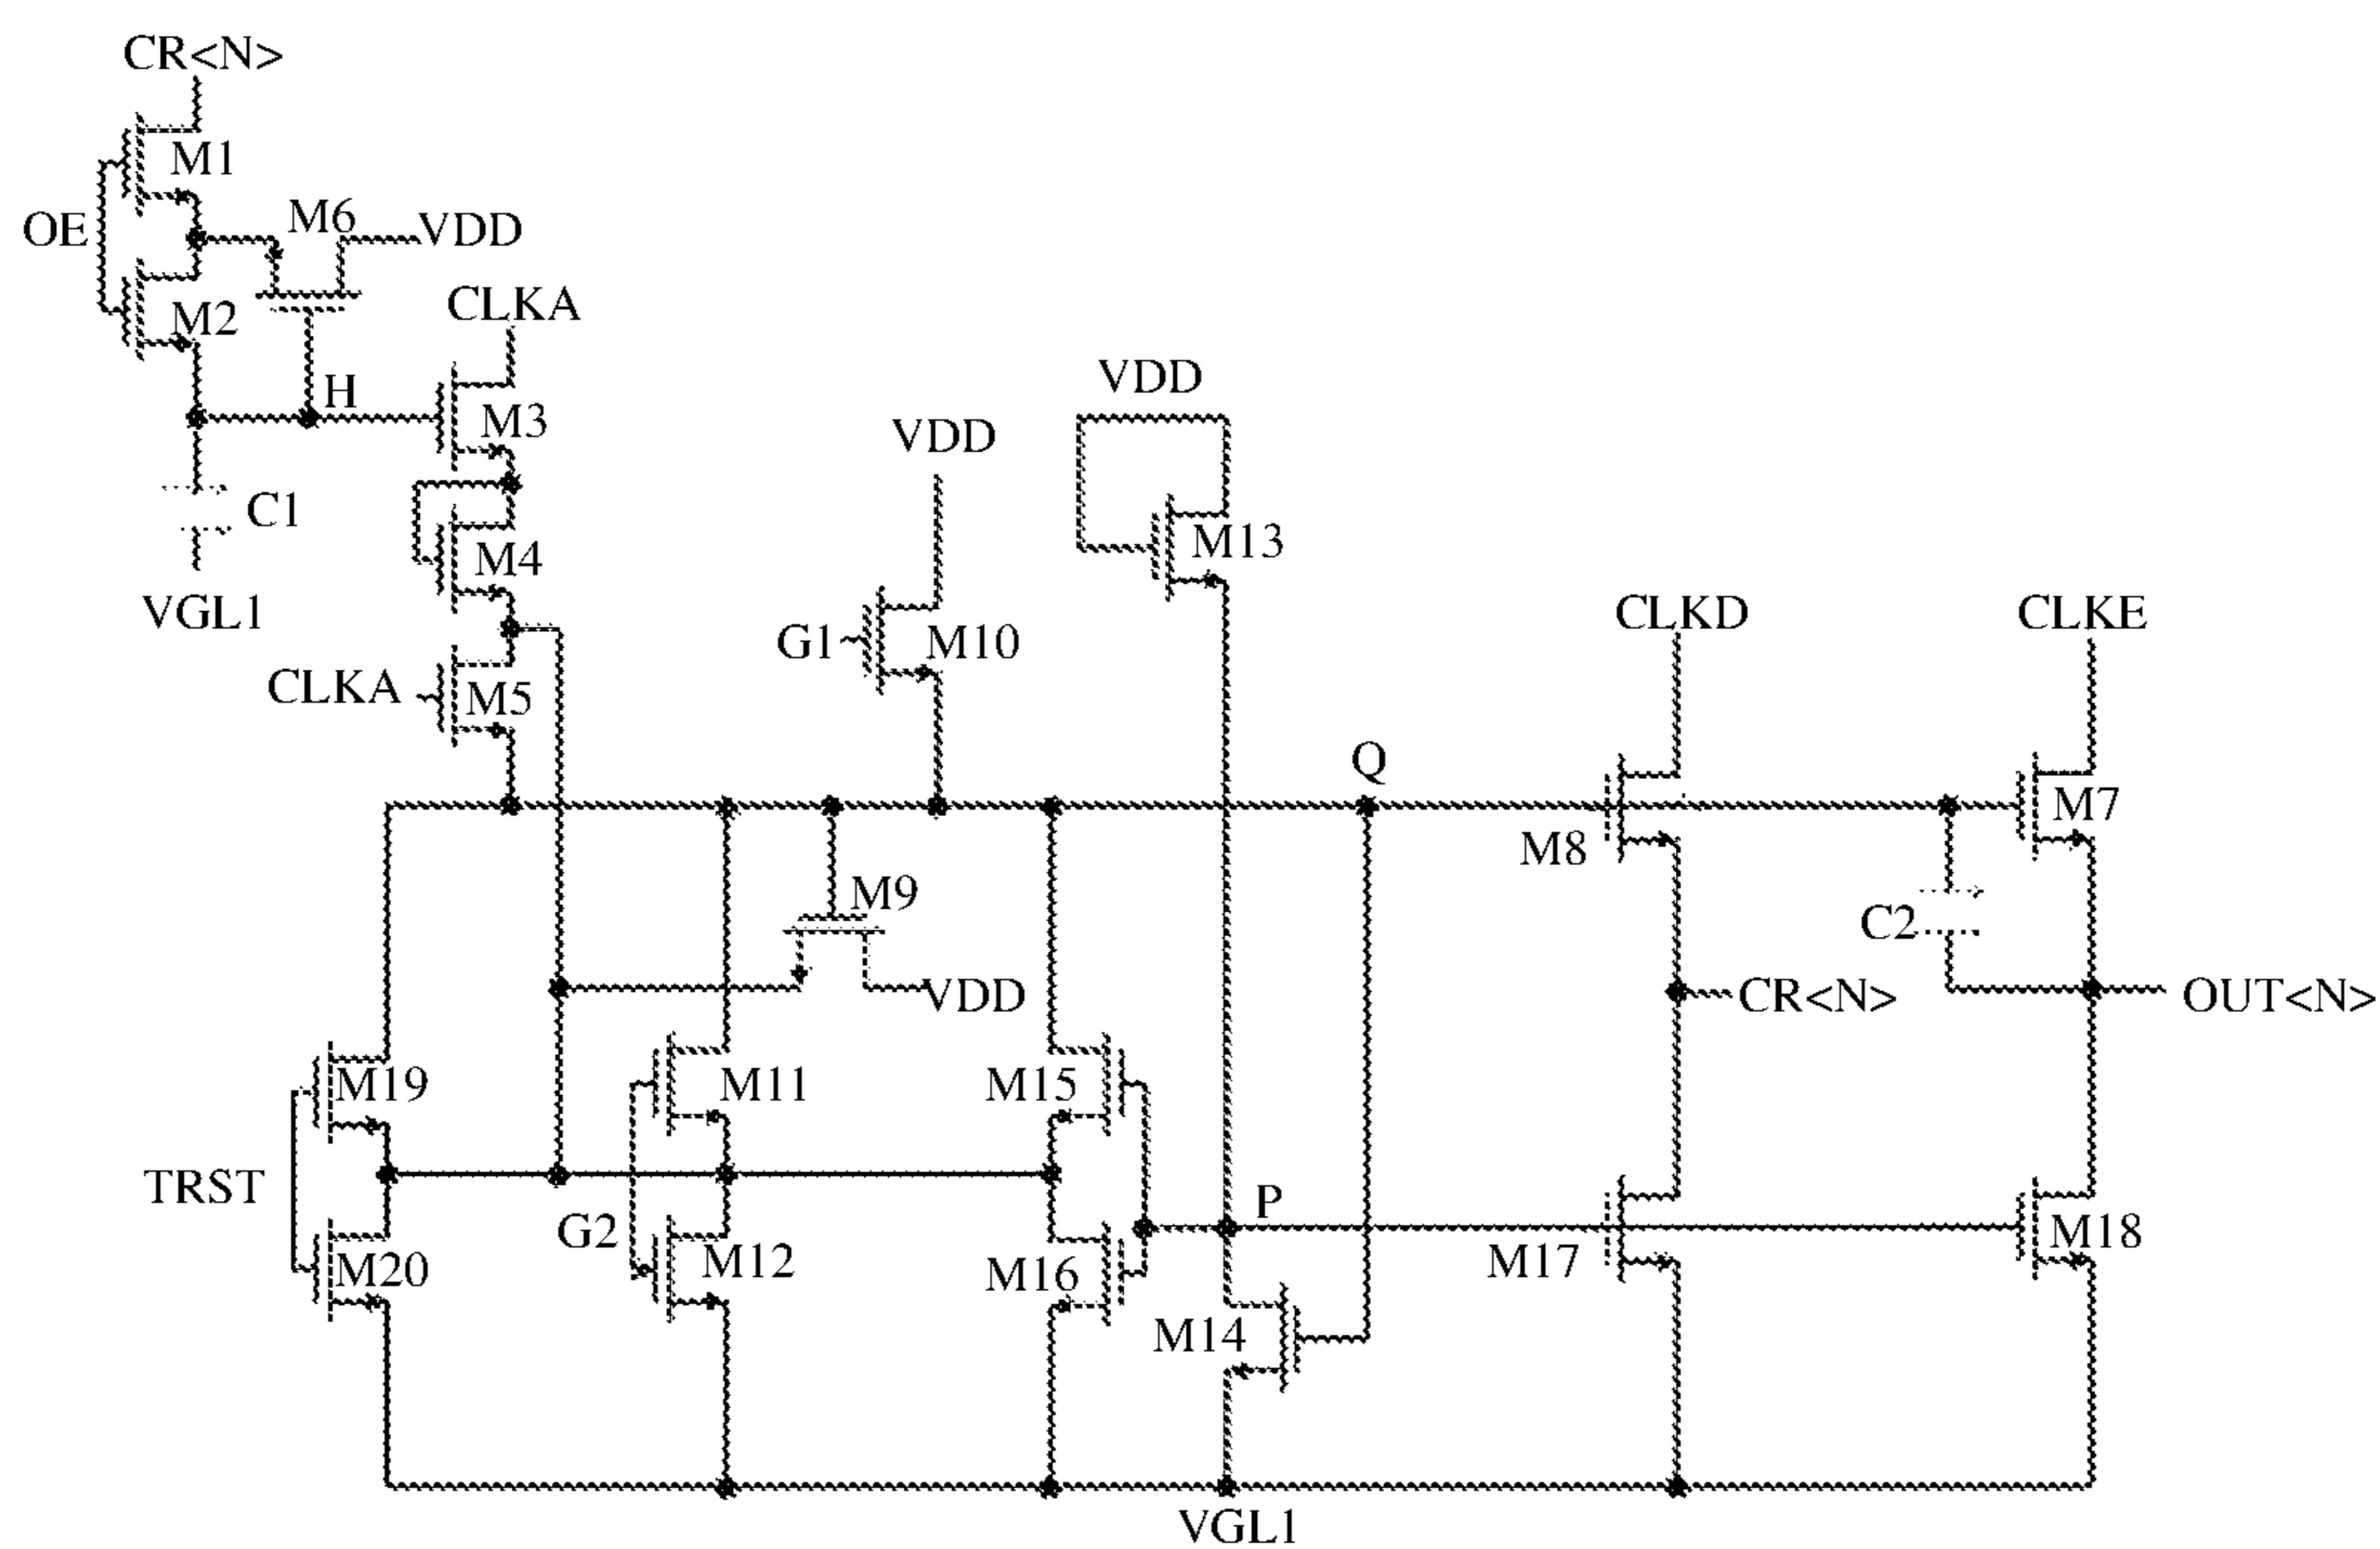 CR<N>
M1
OE
M6
VDD
M2
CLKA
H
M3
C1
M4
VGL1
CLKA
M5
VDD
G1
M10
VDD
M13
Q
CLKD
CLKE
M8
M7
C2
M9
VDD
CR<N>
OUT<N>
M19
M11
M15
TRST
G2
P
M20
M12
M16
M14
M17
M18
VGL1